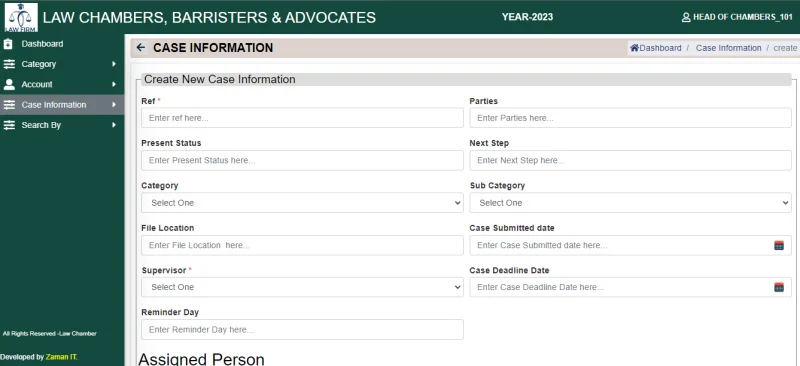 LAW FIRM
LAW CHAMBERS, BARRISTERS & ADVOCATES
YEAR-2023
HEAD OF CHAMBERS_101
Dashboard
Category
Account
Case Information
Search By
All Rights Reserved -Law Chamber
Developed by Zaman IT.
CASE INFORMATION
Dashboard / Case Information / create
Create New Case Information
Ref *
Enter ref here...
Parties
Enter Parties here...
Present Status
Enter Present Status here...
Next Step
Enter Next Step here...
Category
Select One
Sub Category
Select One
File Location
Enter File Location here...
Case Submitted date
Enter Case Submitted date here...
Supervisor *
Select One
Case Deadline Date
Enter Case Deadline Date here...
Reminder Day
Enter Reminder Day here...
Assigned Person